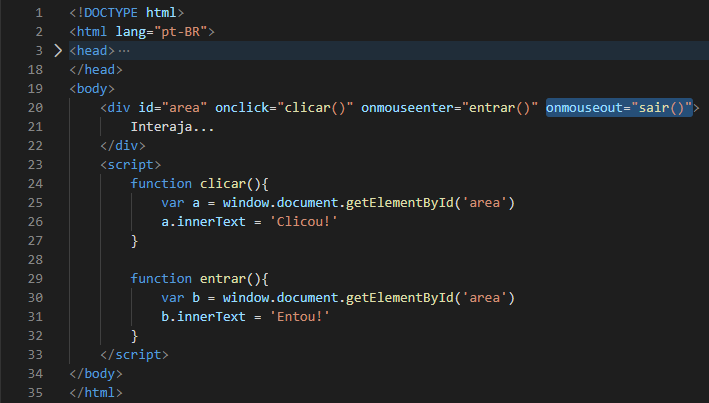 1 <!DOCTYPE html>
2 <html lang="pt-BR">
3 > <head> ...
18 </head>
19 <body>
20 <div id="area" onclick="clicar()" onmouseenter="entrar()" onmouseout="sair()">
21 Interaja...
22 </div>
23 <script>
24 function clicar(){
25 var a = window.document.getElementById('area')
26 a.innerText = 'Clicou!'
27 }
28
29 function entrar(){
30 var b = window.document.getElementById('area')
31 b.innerText = 'Entou!'
32 }
33 </script>
34 </body>
35 </html>